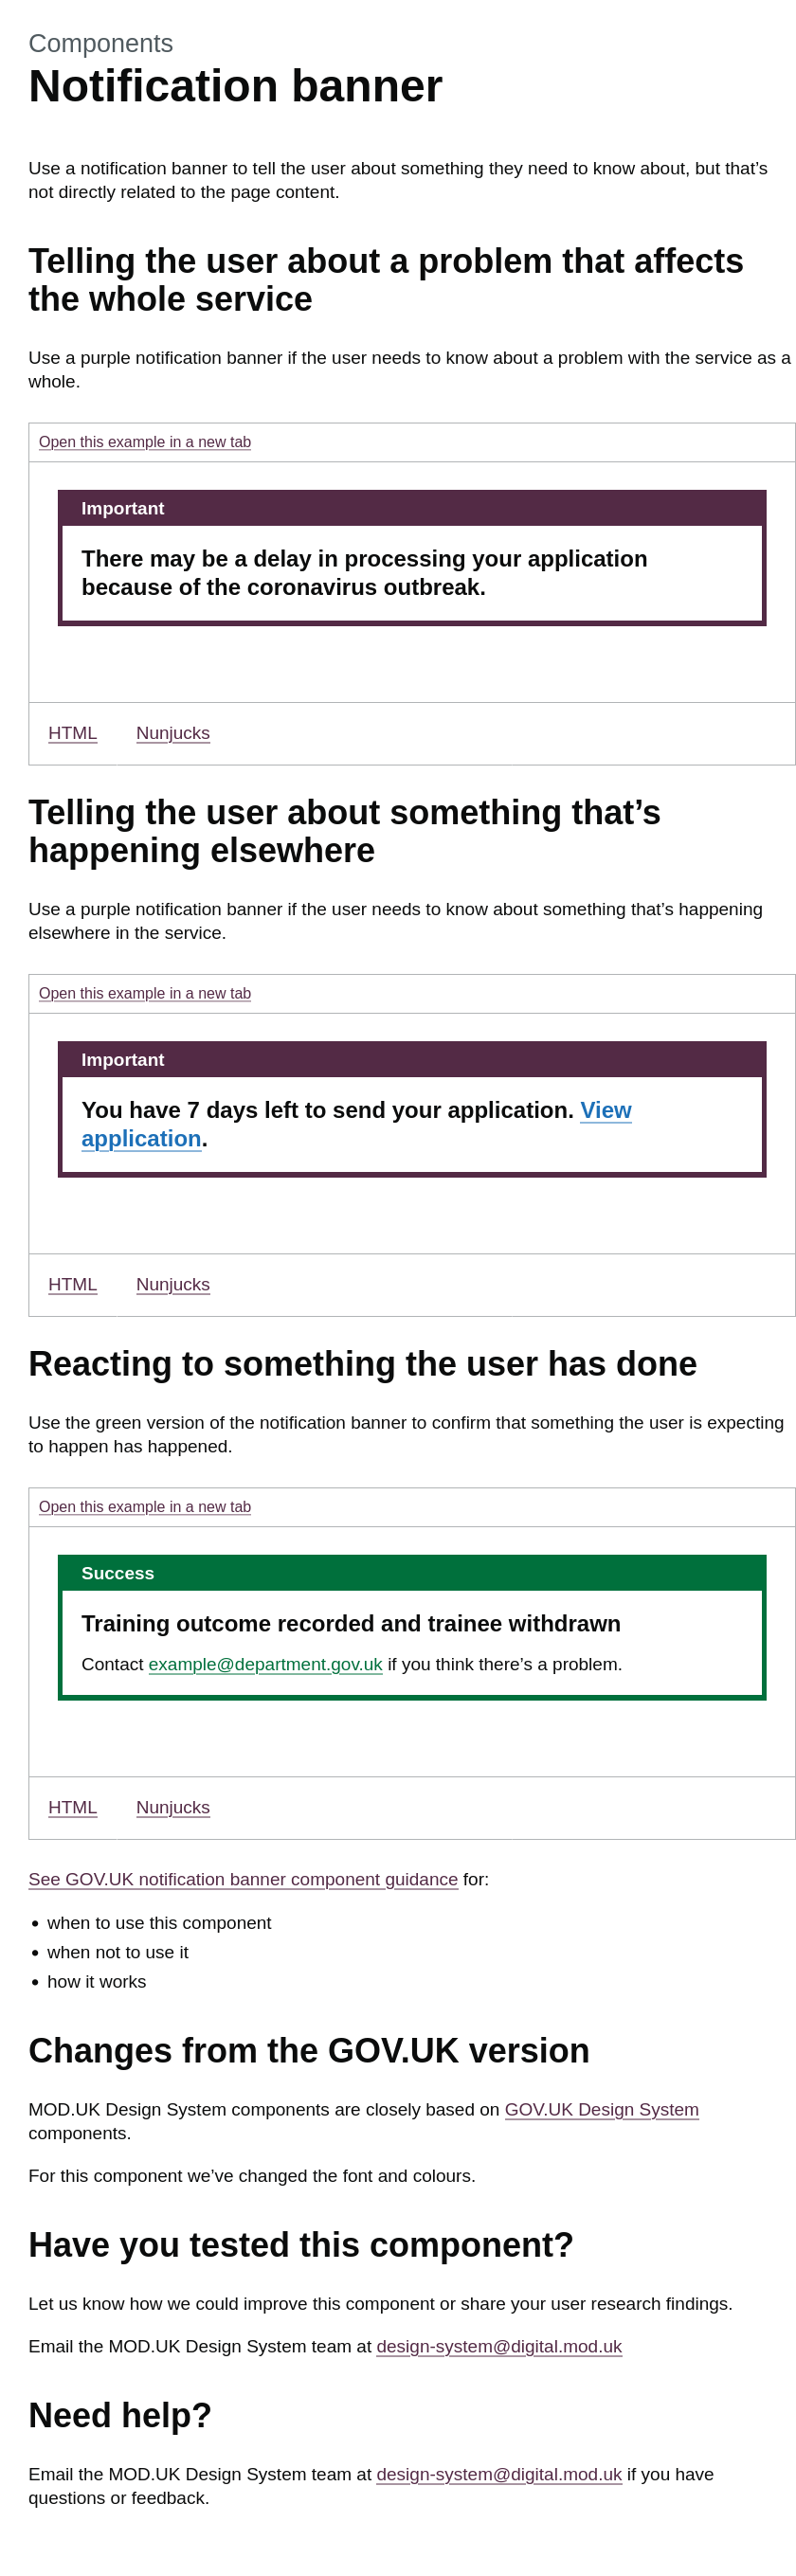 Components
Notification banner
Use a notification banner to tell the user about something they need to know about, but that’s
not directly related to the page content.
Telling the user about a problem that affects
the whole service
Use a purple notification banner if the user needs to know about a problem with the service as a
whole.
Open this example in a new tab
Important
There may be a delay in processing your application
because of the coronavirus outbreak.
HTML Nunjucks
Telling the user about something that’s
happening elsewhere
Use a purple notification banner if the user needs to know about something that’s happening
elsewhere in the service.
Open this example in a new tab
Important
You have 7 days left to send your application. View
application.
HTML Nunjucks
Reacting to something the user has done
Use the green version of the notification banner to confirm that something the user is expecting
to happen has happened.
Open this example in a new tab
Success
Training outcome recorded and trainee withdrawn
Contact example@department.gov.uk if you think there’s a problem.
HTML Nunjucks
See GOV.UK notification banner component guidance for:
• when to use this component
• when not to use it
• how it works
Changes from the GOV.UK version
MOD.UK Design System components are closely based on GOV.UK Design System
components.
For this component we’ve changed the font and colours.
Have you tested this component?
Let us know how we could improve this component or share your user research findings.
Email the MOD.UK Design System team at design-system@digital.mod.uk
Need help?
Email the MOD.UK Design System team at design-system@digital.mod.uk if you have
questions or feedback.